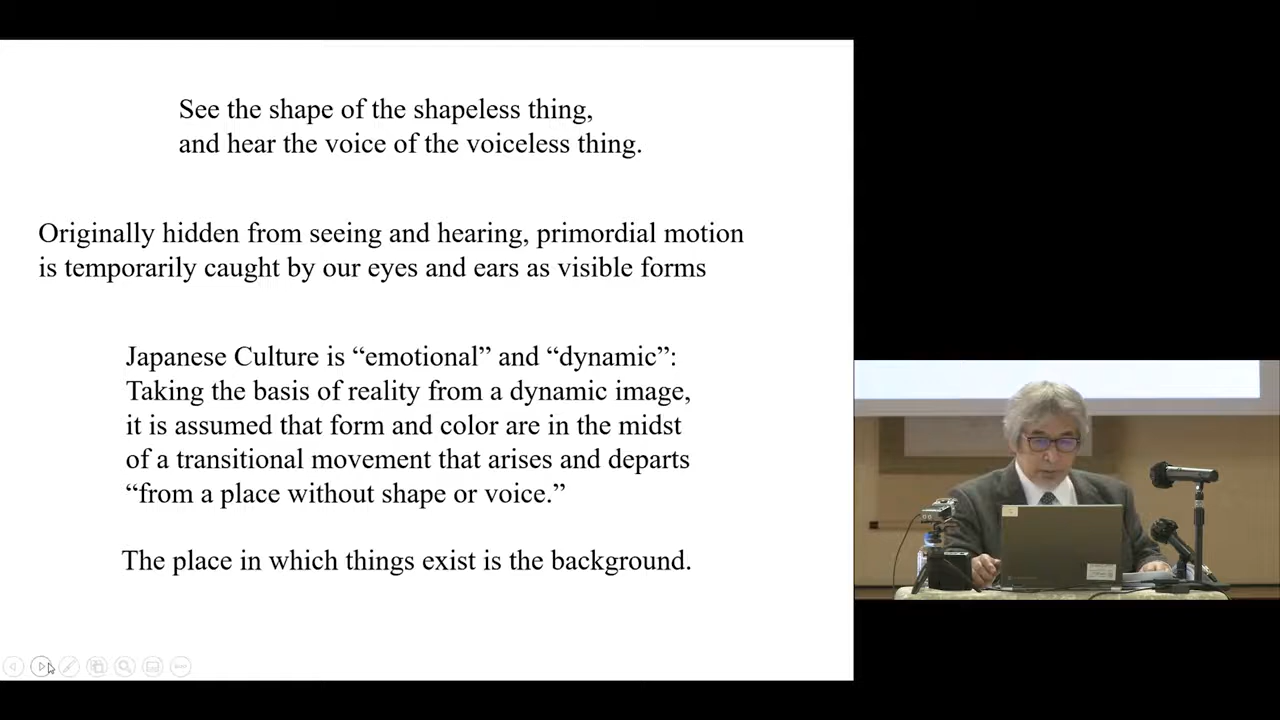 See the shape of the shapeless thing,
and hear the voice of the voiceless thing.
Originally hidden from seeing and hearing, primordial motion
is temporarily caught by our eyes and ears as visible forms
Japanese Culture is “emotional” and “dynamic”:
Taking the basis of reality from a dynamic image,
it is assumed that form and color are in the midst
of a transitional movement that arises and departs
“from a place without shape or voice.”
The place in which things exist is the background.